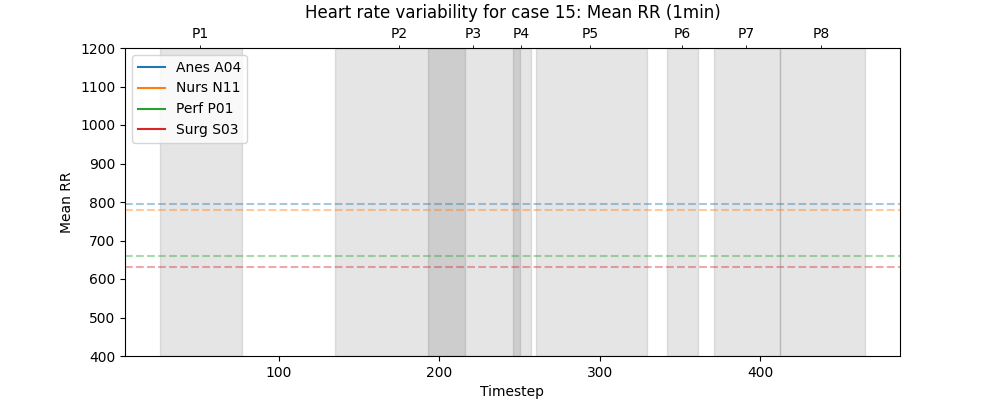 Heart rate variability for case 15: Mean RR (1min)
P1 P2 P3 P4 P5 P6 P7 P8
Anes A04
Nurs N11
Perf P01
Surg S03
1200
1100
1000
900
800
700
600
500
400
Mean RR
100 200 300 400
Timestep